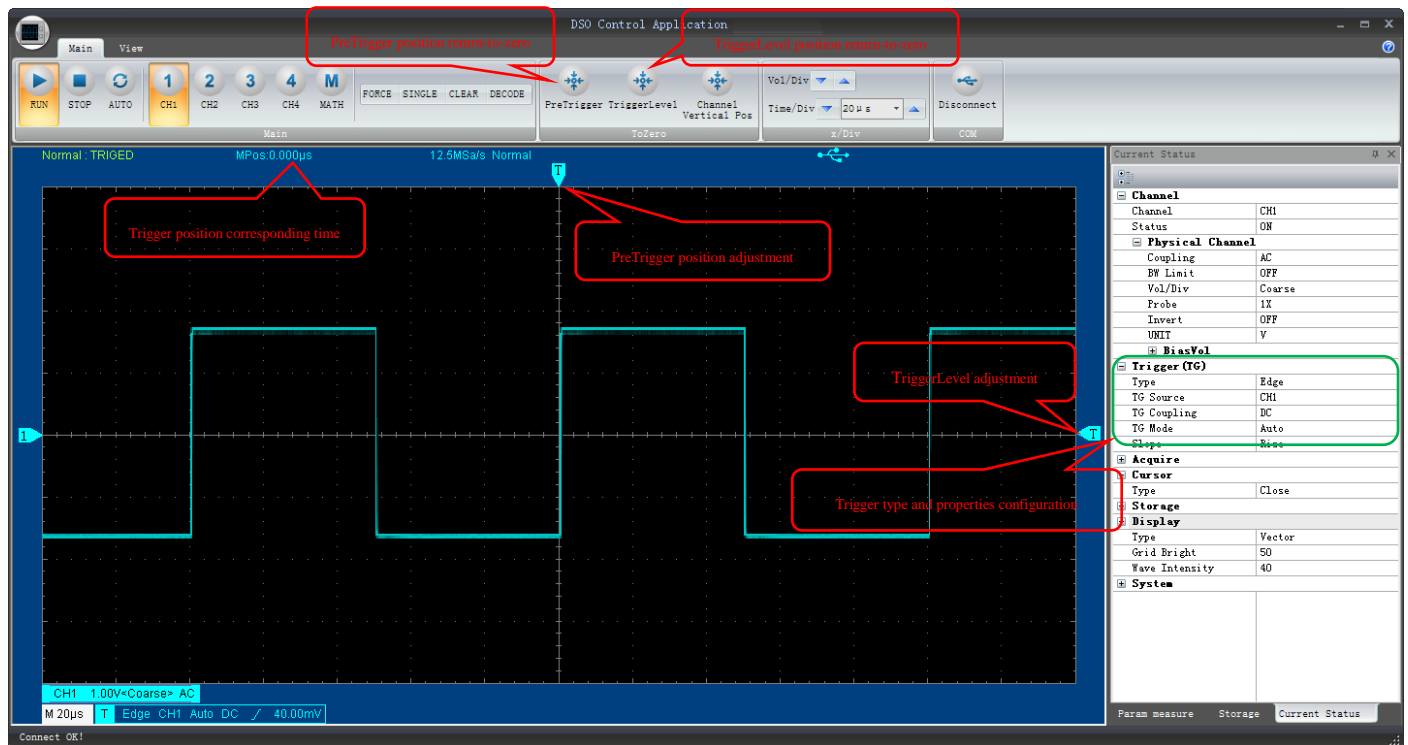 DSO Control Application
Main View
PreTrigger position return-to-zero
TriggerLevel position return-to-zero
RUN STOP AUTO
1 2 3 4 M
CH1 CH2 CH3 CH4 MATH
FORCE SINGLE CLEAR DECODE
PreTrigger TriggerLevel Channel Vertical Pos
Vol/Div
Time/Div 20μs
Disconnect
Main ToZero x/Div COM
Normal : TRIGED MPos:0.000μs 12.5MSa/s Normal
T
Trigger position corresponding time
PreTrigger position adjustment
TriggerLevel adjustment
1
T
Trigger type and properties configuration
CH1 1.00V<Coarse> AC
M 20μs T Edge CH1 Auto DC 40.00mV
Current Status
Channel
Channel CH1
Status ON
Physical Channel
Coupling AC
BW Limit OFF
Vol/Div Coarse
Probe 1X
Invert OFF
UNIT V
BiasVol
Trigger(TG)
Type Edge
TG Source CH1
TG Coupling DC
TG Mode Auto
Slope Rise
Acquire
Cursor
Type Close
Storage
Display
Type Vector
Grid Bright 50
Wave Intensity 40
System
Param measure Storage Current Status
Connect OK!